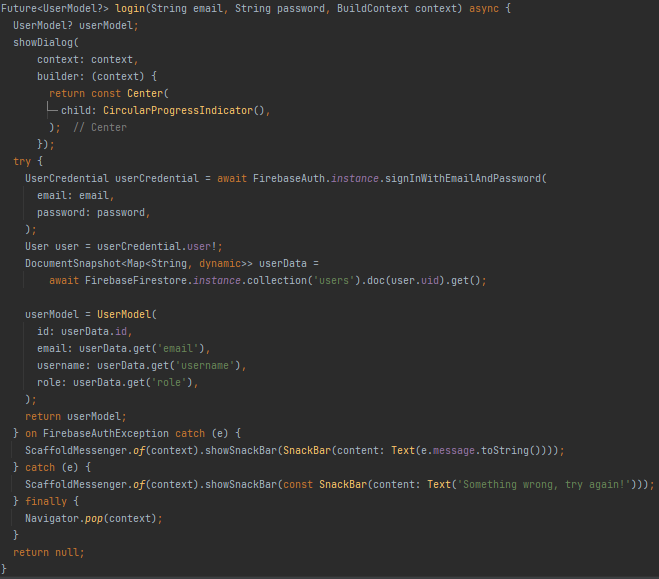 Future<UserModel?> login(String email, String password, BuildContext context) async {
  UserModel? userModel;
  showDialog(
      context: context,
      builder: (context) {
        return const Center(
          child: CircularProgressIndicator(),
        );  // Center
      });
  try {
    UserCredential userCredential = await FirebaseAuth.instance.signInWithEmailAndPassword(
      email: email,
      password: password,
    );
    User user = userCredential.user!;
    DocumentSnapshot<Map<String, dynamic>> userData =
        await FirebaseFirestore.instance.collection('users').doc(user.uid).get();

    userModel = UserModel(
      id: userData.id,
      email: userData.get('email'),
      username: userData.get('username'),
      role: userData.get('role'),
    );
    return userModel;
  } on FirebaseAuthException catch (e) {
    ScaffoldMessenger.of(context).showSnackBar(SnackBar(content: Text(e.message.toString())));
  } catch (e) {
    ScaffoldMessenger.of(context).showSnackBar(const SnackBar(content: Text('Something wrong, try again!')));
  } finally {
    Navigator.pop(context);
  }
  return null;
}